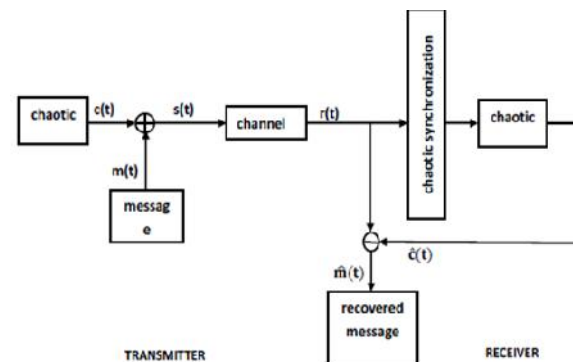 chaotic
c(t)
s(t)
m(t)
messag
e
channel
r(t)
chaotic synchronization
chaotic
ĉ(t)
m̂(t)
recovered
message
TRANSMITTER
RECEIVER